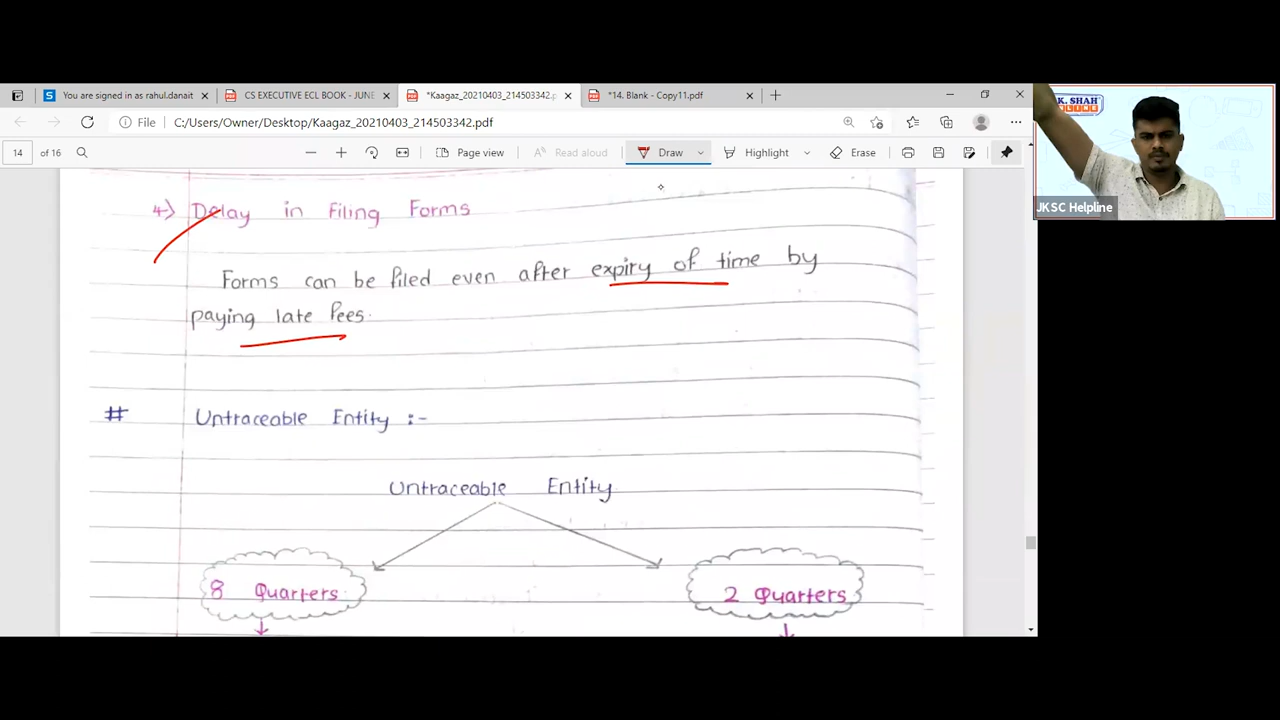 You are signed in as rahul.danait
CS EXECUTIVE ECL BOOK - JUNE
*Kaagaz_20210403_214503342.p
*14. Blank - Copy11.pdf
File C:/Users/Owner/Desktop/Kaagaz_20210403_214503342.pdf
14 of 16
Page view
Read aloud
Draw
Highlight
Erase
K. SHAH
JKSC Helpline
4) Delay in Filing Forms
Forms can be filed even after expiry of time by
paying late fees.
# Untraceable Entity :-
Untraceable Entity
8 Quarters
2 Quarters